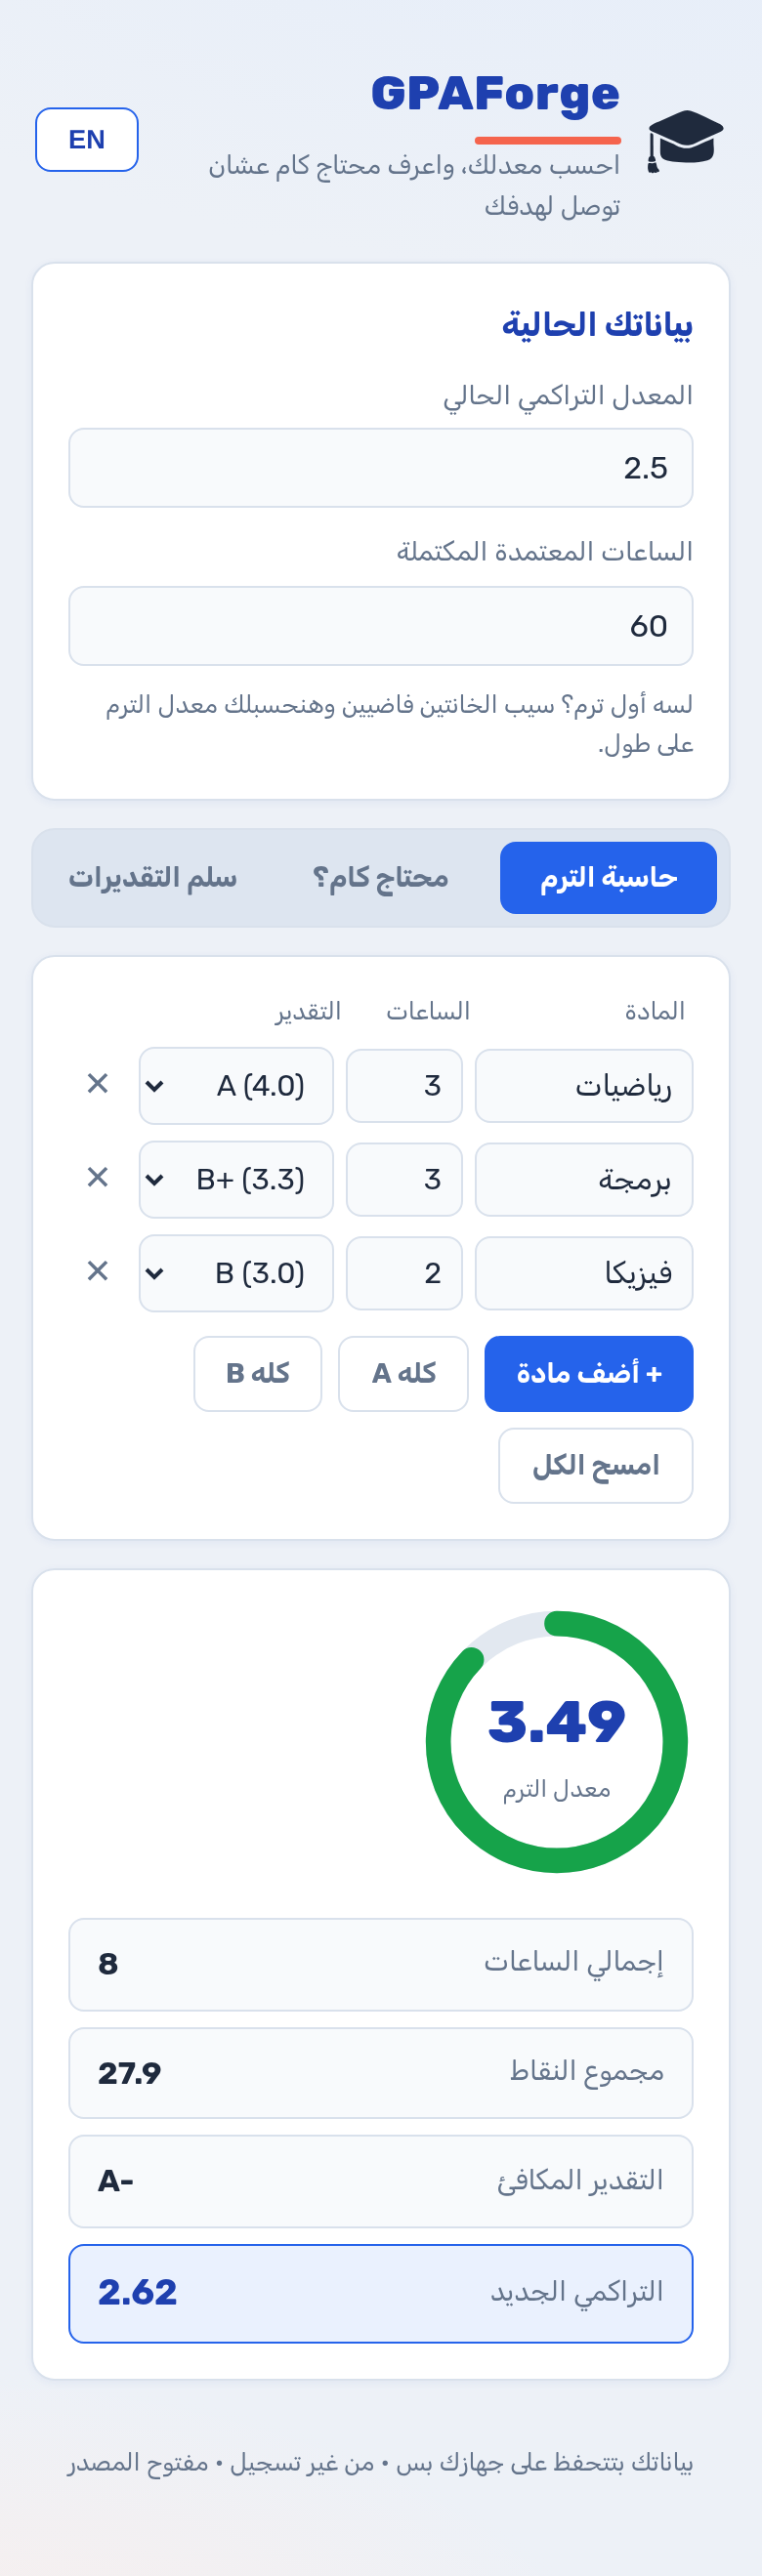 GPAForge
احسب معدلك، واعرف محتاج كام عشان
توصل لهدفك
EN
بياناتك الحالية
المعدل التراكمي الحالي
2.5
الساعات المعتمدة المكتملة
60
لسه أول ترم؟ سيب الخانتين فاضيين وهنحسبلك معدل الترم
على طول.
حاسبة الترم
محتاج كام؟
سلم التقديرات
المادة الساعات التقدير
رياضيات 3 A (4.0) ✕
برمجة 3 B+ (3.3) ✕
فيزيكا 2 B (3.0) ✕
+ أضف مادة
كله A
كله B
امسح الكل
3.49
معدل الترم
إجمالي الساعات 8
مجموع النقاط 27.9
التقدير المكافئ A-
التراكمي الجديد 2.62
بياناتك بتتحفظ على جهازك بس • من غير تسجيل • مفتوح المصدر